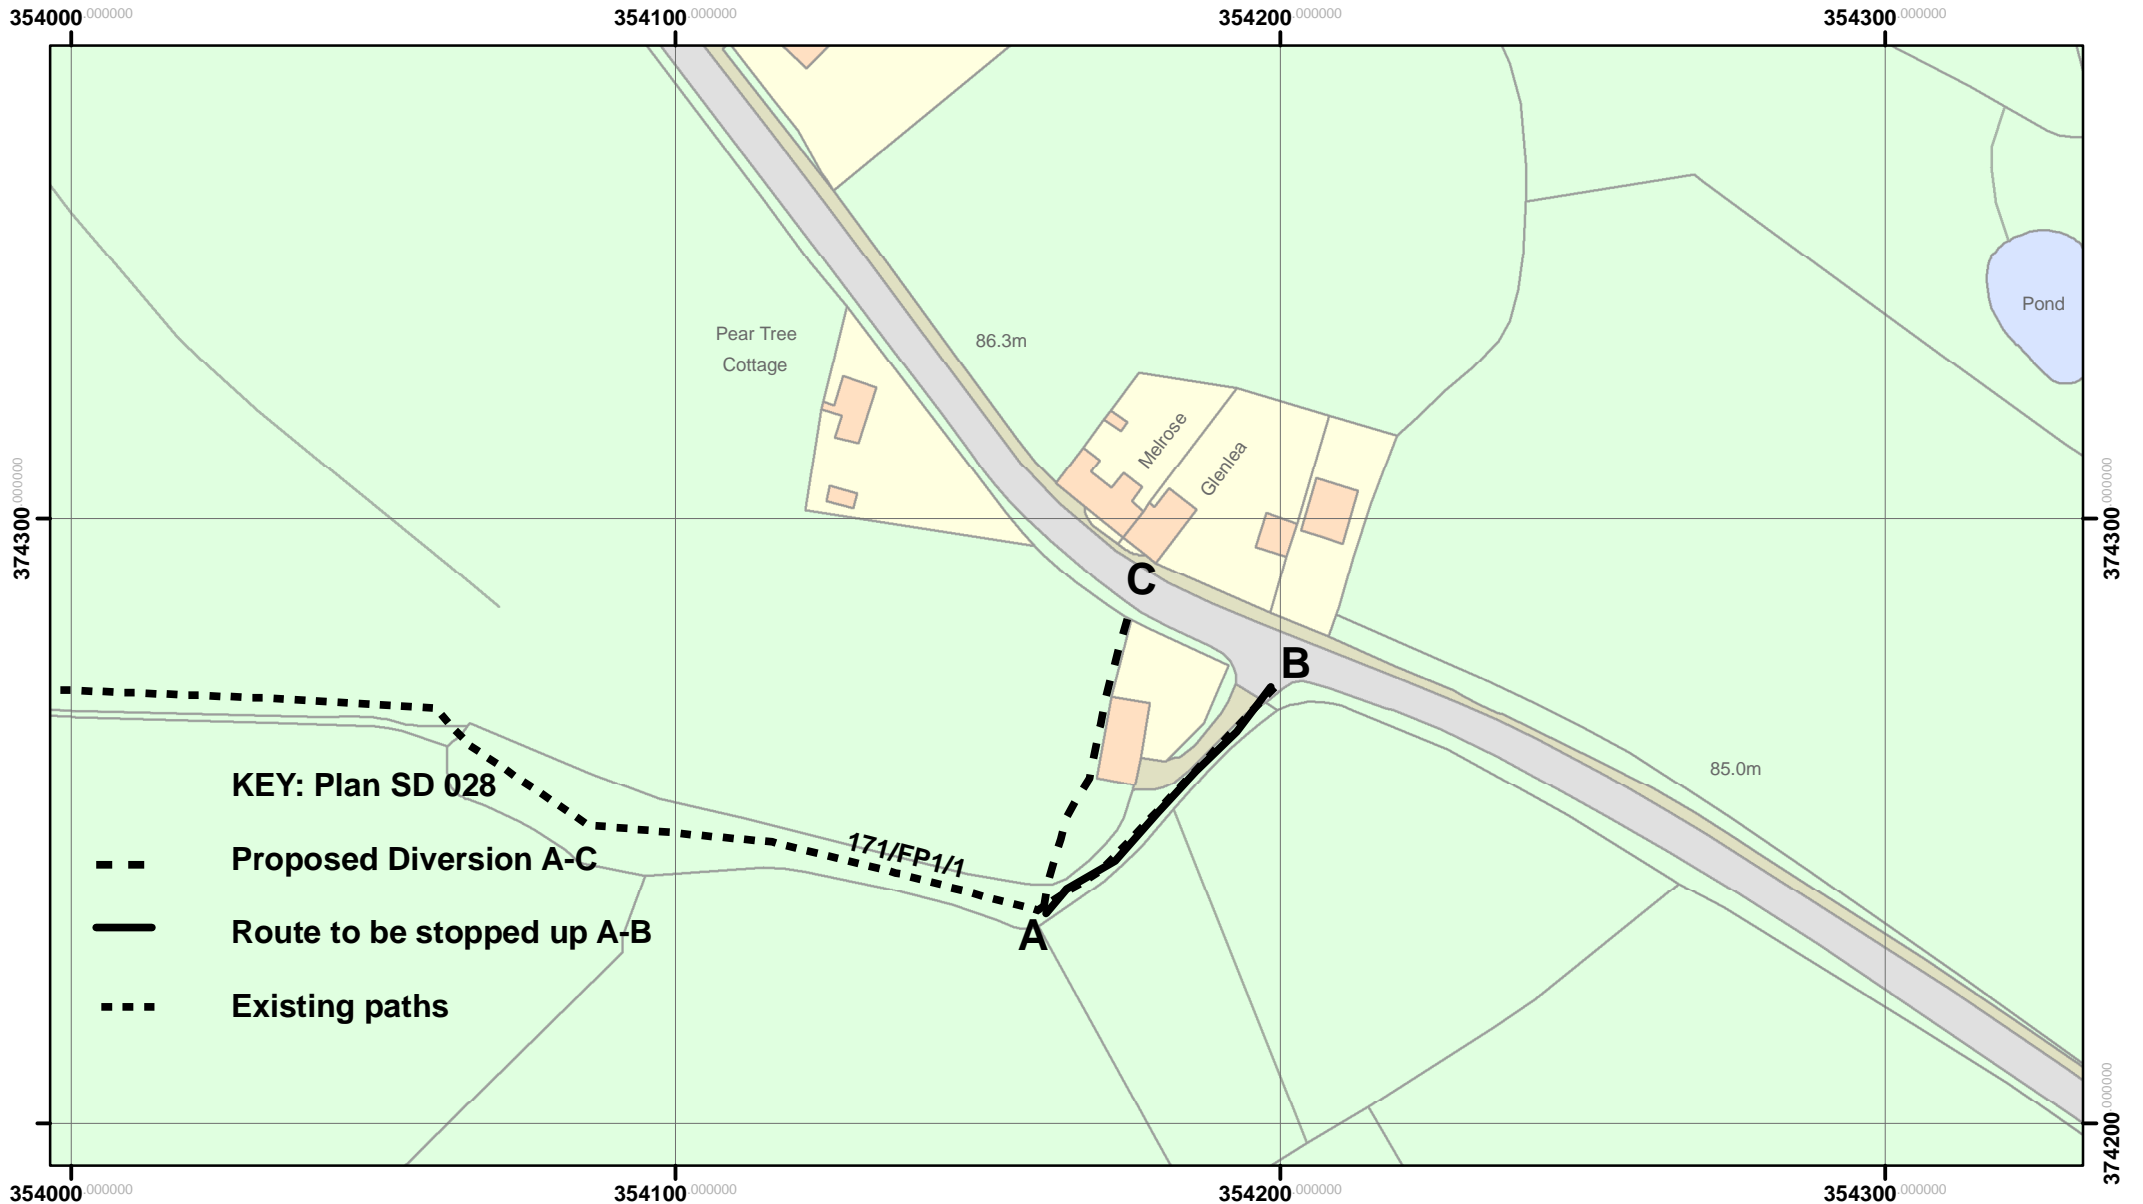 354000.000000
354100.000000
354200.000000
354300.000000
Pond
Pear Tree
Cottage
86.3m
Melrose
Glenlea
374300.000000
374300.000000
C
B
85.0m
KEY: Plan SD 028
171/FP1/1
Proposed Diversion A-C
Route to be stopped up A-B
A
Existing paths
374200.000000
354000.000000
354100.000000
354200.000000
354300.000000